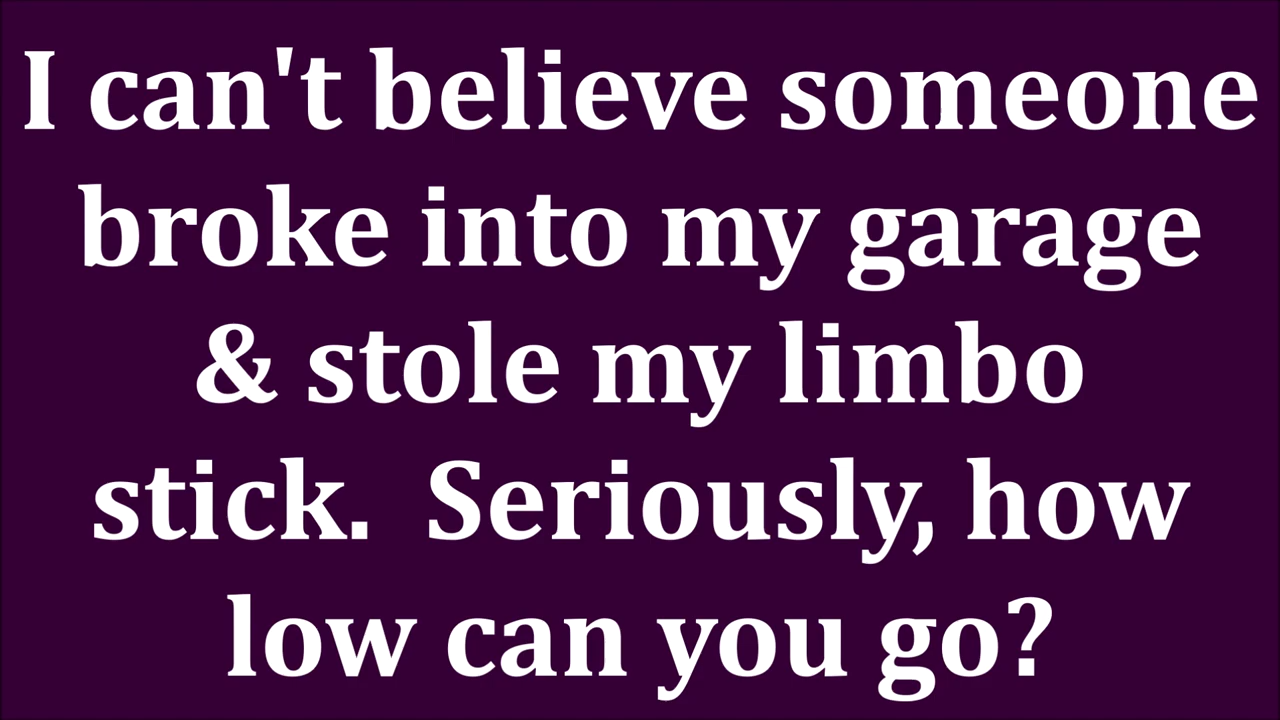 I can't believe someone
broke into my garage
& stole my limbo
stick.  Seriously, how
low can you go?